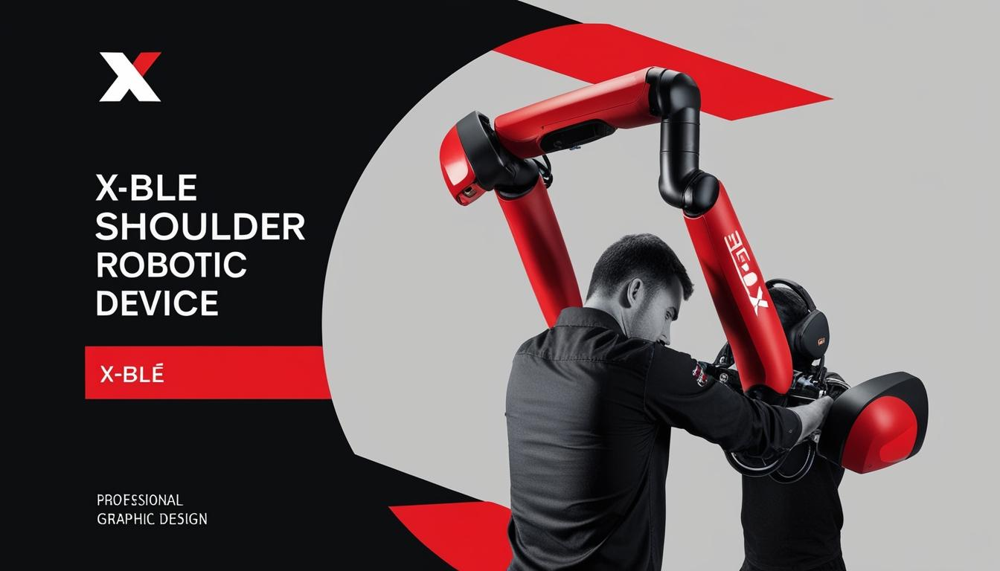 X
X-BLE
SHOULDER
ROBOTIC
DEVICE
X-BLÉ
PROFESSIONAL
GRAPHIC DESIGN